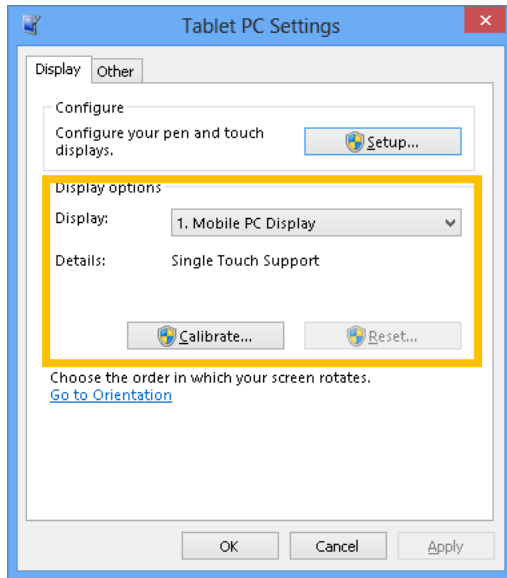 Tablet PC Settings
Display Other
Configure
Configure your pen and touch
displays.
Setup...
Display options
Display: 1. Mobile PC Display
Details: Single Touch Support
Calibrate... Reset...
Choose the order in which your screen rotates.
Go to Orientation
OK Cancel Apply